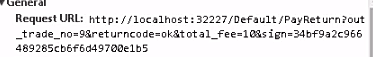 General
Request URL: http://localhost:32227/Default/PayReturn?out
_trade_no=9&returncode=ok&total_fee=10&sign=34bf9a2c966
489285cb6f6d49700e1b5